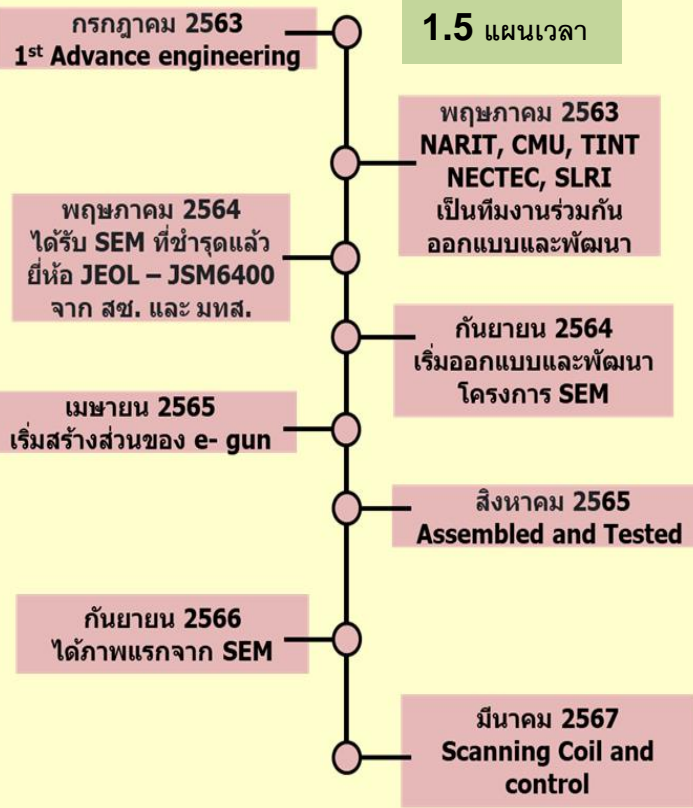 1.5 แผนเวลา
กรกฎาคม 2563
1st Advance engineering
พฤษภาคม 2563
NARIT, CMU, TINT
NECTEC, SLRI
เป็นทีมงานร่วมกัน
ออกแบบและพัฒนา
พฤษภาคม 2564
ได้รับ SEM ที่ชำรุดแล้ว
ยี่ห้อ JEOL – JSM6400
จาก สซ. และ มทส.
กันยายน 2564
เริ่มออกแบบและพัฒนา
โครงการ SEM
เมษายน 2565
เริ่มสร้างส่วนของ e- gun
สิงหาคม 2565
Assembled and Tested
กันยายน 2566
ได้ภาพแรกจาก SEM
มีนาคม 2567
Scanning Coil and
control